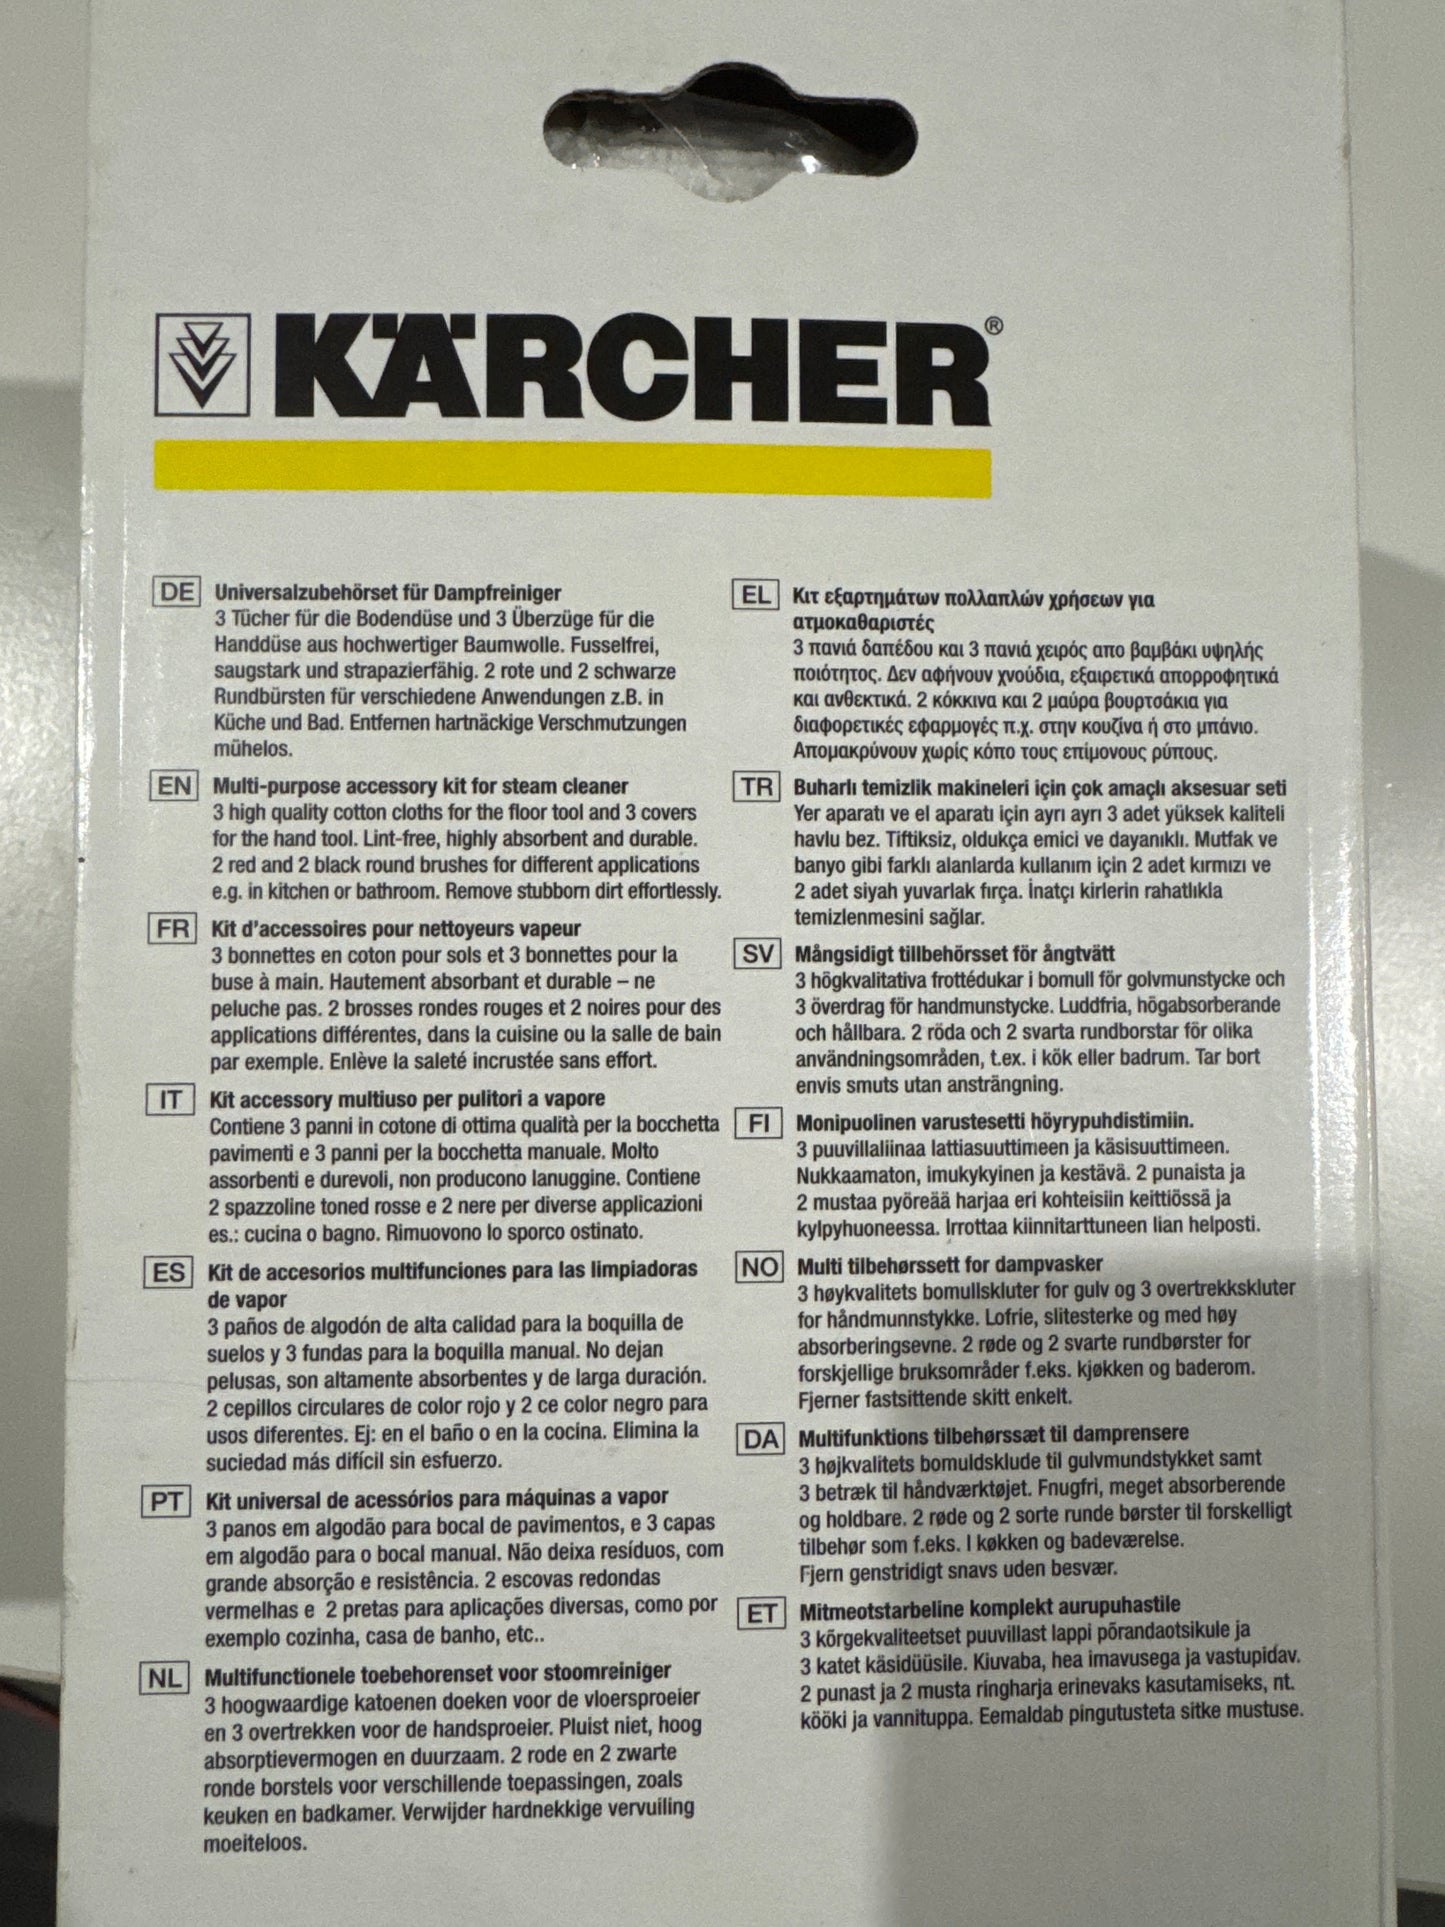 KÄRCHER®
DE Universalzubehörset für Dampfreiniger
3 Tücher für die Bodendüse und 3 Überzüge für die
Handdüse aus hochwertiger Baumwolle. Fusselfrei,
saugstark und strapazierfähig. 2 rote und 2 schwarze
Rundbürsten für verschiedene Anwendungen z.B. in
Küche und Bad. Entfernen hartnäckige Verschmutzungen
mühelos.
EN Multi-purpose accessory kit for steam cleaner
3 high quality cotton cloths for the floor tool and 3 covers
for the hand tool. Lint-free, highly absorbent and durable.
2 red and 2 black round brushes for different applications
e.g. in kitchen or bathroom. Remove stubborn dirt effortlessly.
FR Kit d'accessoires pour nettoyeurs vapeur
3 bonnettes en coton pour sols et 3 bonnettes pour la
buse à main. Hautement absorbant et durable – ne
peluche pas. 2 brosses rondes rouges et 2 noires pour des
applications différentes, dans la cuisine ou la salle de bain
par exemple. Enlève la saleté incrustée sans effort.
IT Kit accessory multiuso per pulitori a vapore
Contiene 3 panni in cotone di ottima qualità per la bocchetta
pavimenti e 3 panni per la bocchetta manuale. Molto
assorbenti e durevoli, non producono lanuggine. Contiene
2 spazzoline toned rosse e 2 nere per diverse applicazioni
es.: cucina o bagno. Rimuovono lo sporco ostinato.
ES Kit de accesorios multifunciones para las limpiadoras
de vapor
3 paños de algodón de alta calidad para la boquilla de
suelos y 3 fundas para la boquilla manual. No dejan
pelusas, son altamente absorbentes y de larga duración.
2 cepillos circulares de color rojo y 2 ce color negro para
usos diferentes. Ej: en el baño o en la cocina. Elimina la
suciedad más difícil sin esfuerzo.
PT Kit universal de acessórios para máquinas a vapor
3 panos em algodão para bocal de pavimentos, e 3 capas
em algodão para o bocal manual. Não deixa resíduos, com
grande absorção e resistência. 2 escovas redondas
vermelhas e 2 pretas para aplicações diversas, como por
exemplo cozinha, casa de banho, etc..
NL Multifunctionele toebehorenset voor stoomreiniger
3 hoogwaardige katoenen doeken voor de vloersproeier
en 3 overtrekken voor de handsproeier. Pluist niet, hoog
absorptievermogen en duurzaam. 2 rode en 2 zwarte
ronde borstels voor verschillende toepassingen, zoals
keuken en badkamer. Verwijder hardnekkige vervuiling
moeiteloos.
EL Κιτ εξαρτημάτων πολλαπλών χρήσεων για
ατμοκαθαριστές
3 πανιά δαπέδου και 3 πανιά χειρός απο βαμβάκι υψηλής
ποιότητος. Δεν αφήνουν χνούδια, εξαιρετικά απορροφητικά
και ανθεκτικά. 2 κόκκινα και 2 μαύρα βουρτσάκια για
διαφορετικές εφαρμογές π.χ. στην κουζίνα ή στο μπάνιο.
Απομακρύνουν χωρίς κόπο τους επίμονους ρύπους.
TR Buharlı temizlik makineleri için çok amaçlı aksesuar seti
Yer aparatı ve el aparatı için ayrı ayrı 3 adet yüksek kaliteli
havlu bez. Tiftiksiz, oldukça emici ve dayanıklı. Mutfak ve
banyo gibi farklı alanlarda kullanım için 2 adet kırmızı ve
2 adet siyah yuvarlak fırça. İnatçı kirlerin rahatlıkla
temizlenmesini sağlar.
SV Mångsidigt tillbehörsset för ångtvätt
3 högkvalitativa frottédukar i bomull för golvmunstycke och
3 överdrag för handmunstycke. Luddfria, högabsorberande
och hållbara. 2 röda och 2 svarta rundborstar för olika
användningsområden, t.ex. i kök eller badrum. Tar bort
envis smuts utan ansträngning.
FI Monipuolinen varustesetti höyrypuhdistimiin.
3 puuvillaliinaa lattiasuuttimeen ja käsisuuttimeen.
Nukkaamaton, imukykyinen ja kestävä. 2 punaista ja
2 mustaa pyöreää harjaa eri kohteisiin keittiössä ja
kylpyhuoneessa. Irrottaa kiinnitarttuneen lian helposti.
NO Multi tilbehørssett for dampvasker
3 høykvalitets bomullskluter for gulv og 3 overtrekkskluter
for håndmunnstykke. Lofrie, slitesterke og med høy
absorberingsevne. 2 røde og 2 svarte rundbørster for
forskjellige bruksområder f.eks. kjøkken og baderom.
Fjerner fastsittende skitt enkelt.
DA Multifunktions tilbehørssæt til damprensere
3 højkvalitets bomuldsklude til gulvmundstykket samt
3 betræk til håndværktøjet. Fnugfri, meget absorberende
og holdbare. 2 røde og 2 sorte runde børster til forskelligt
tilbehør som f.eks. I køkken og badeværelse.
Fjern genstridigt snavs uden besvær.
ET Mitmeotstarbeline komplekt aurupuhastile
3 kõrgekvaliteetset puuvillast lappi põrandaotsikule ja
3 katet käsidüüsile. Kiuvaba, hea imavusega ja vastupidav.
2 punast ja 2 musta ringharja erinevaks kasutamiseks, nt.
kööki ja vannituppa. Eemaldab pingutusteta sitke mustuse.